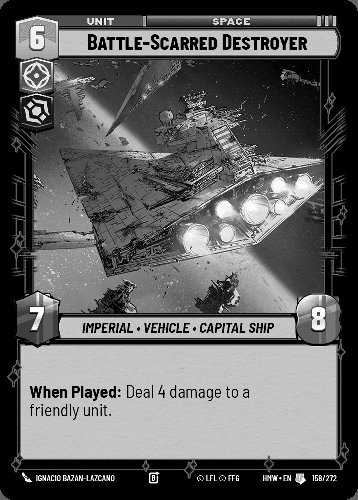 UNIT SPACE
6 BATTLE-SCARRED DESTROYER
7 IMPERIAL • VEHICLE • CAPITAL SHIP 8
When Played: Deal 4 damage to a
friendly unit.
IGNACIO BAZAN-LAZCANO © LFL © FFG HMW • EN 158/272